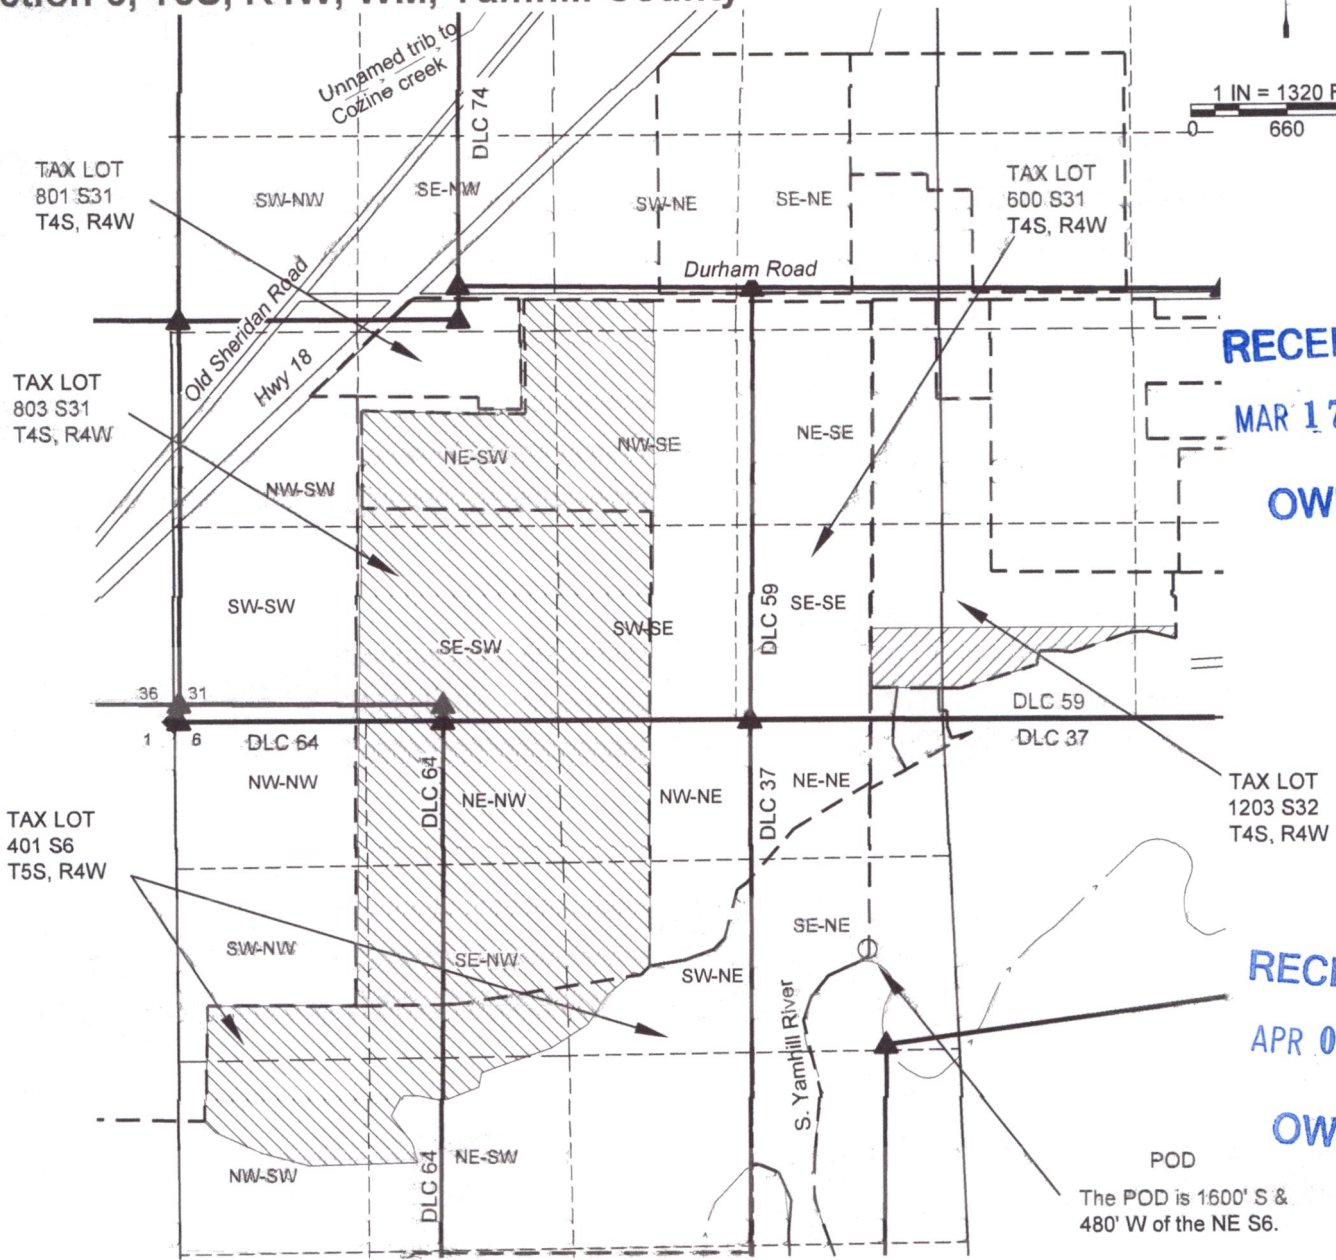 Unnamed trib to
Cozine creek
DLC 74
1 IN = 1320
0 660
TAX LOT
801 S31
T4S, R4W
SW-NW
SE-NW
SW-NE
SE-NE
TAX LOT
600 S31
T4S, R4W
Durham Road
Old Sheridan Road
Hwy 18
TAX LOT
803 S31
T4S, R4W
MAR 17
NE-SW
NW-SE
NE-SE
NW-SW
SW-SW
SE-SW
SW-SE
DLC 59
SE-SE
36 31
1 6
DLC 64
DLC 59
DLC 37
NW-NW
DLC 64
NE-NW
NW-NE
DLC 37
NE-NE
TAX LOT
1203 S32
T4S, R4W
TAX LOT
401 S6
T5S, R4W
SW-NW
SE-NW
SW-NE
SE-NE
S. Yamhill River
APR 0
NW-SW
DLC 64
NE-SW
POD
The POD is 1600' S &
480' W of the NE S6.